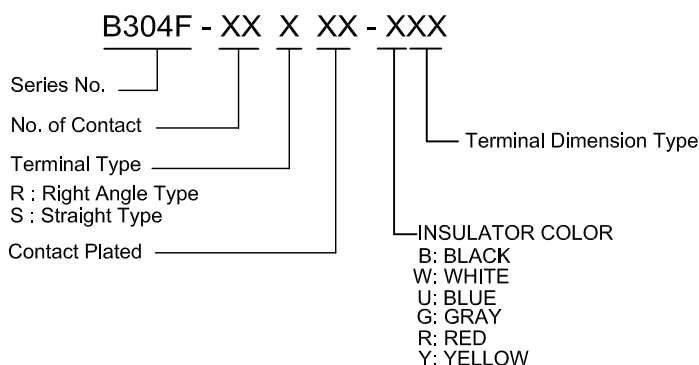 B304F - XX X XX - XXX
Series No.
No. of Contact
Terminal Dimension Type
Terminal Type
R : Right Angle Type
S : Straight Type
Contact Plated
INSULATOR COLOR
B: BLACK
W: WHITE
U: BLUE
G: GRAY
R: RED
Y: YELLOW